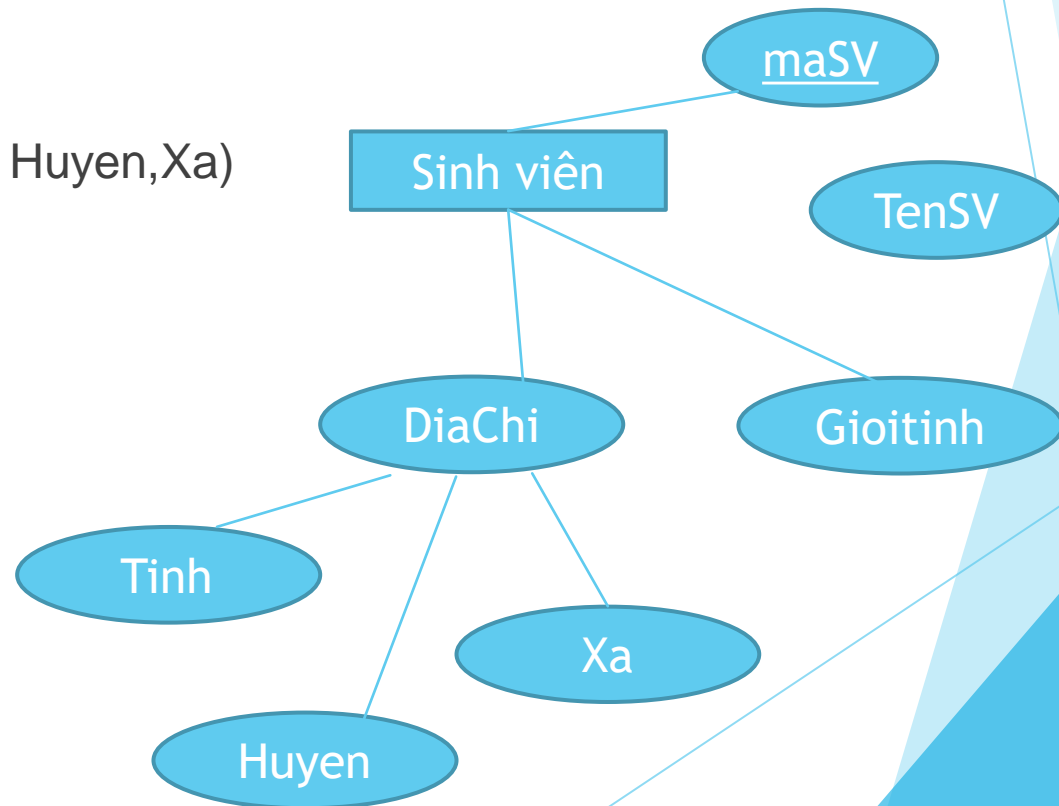 maSV
Huyen,Xa)
Sinh viên
TenSV
DiaChi
Gioitinh
Tinh
Xa
Huyen